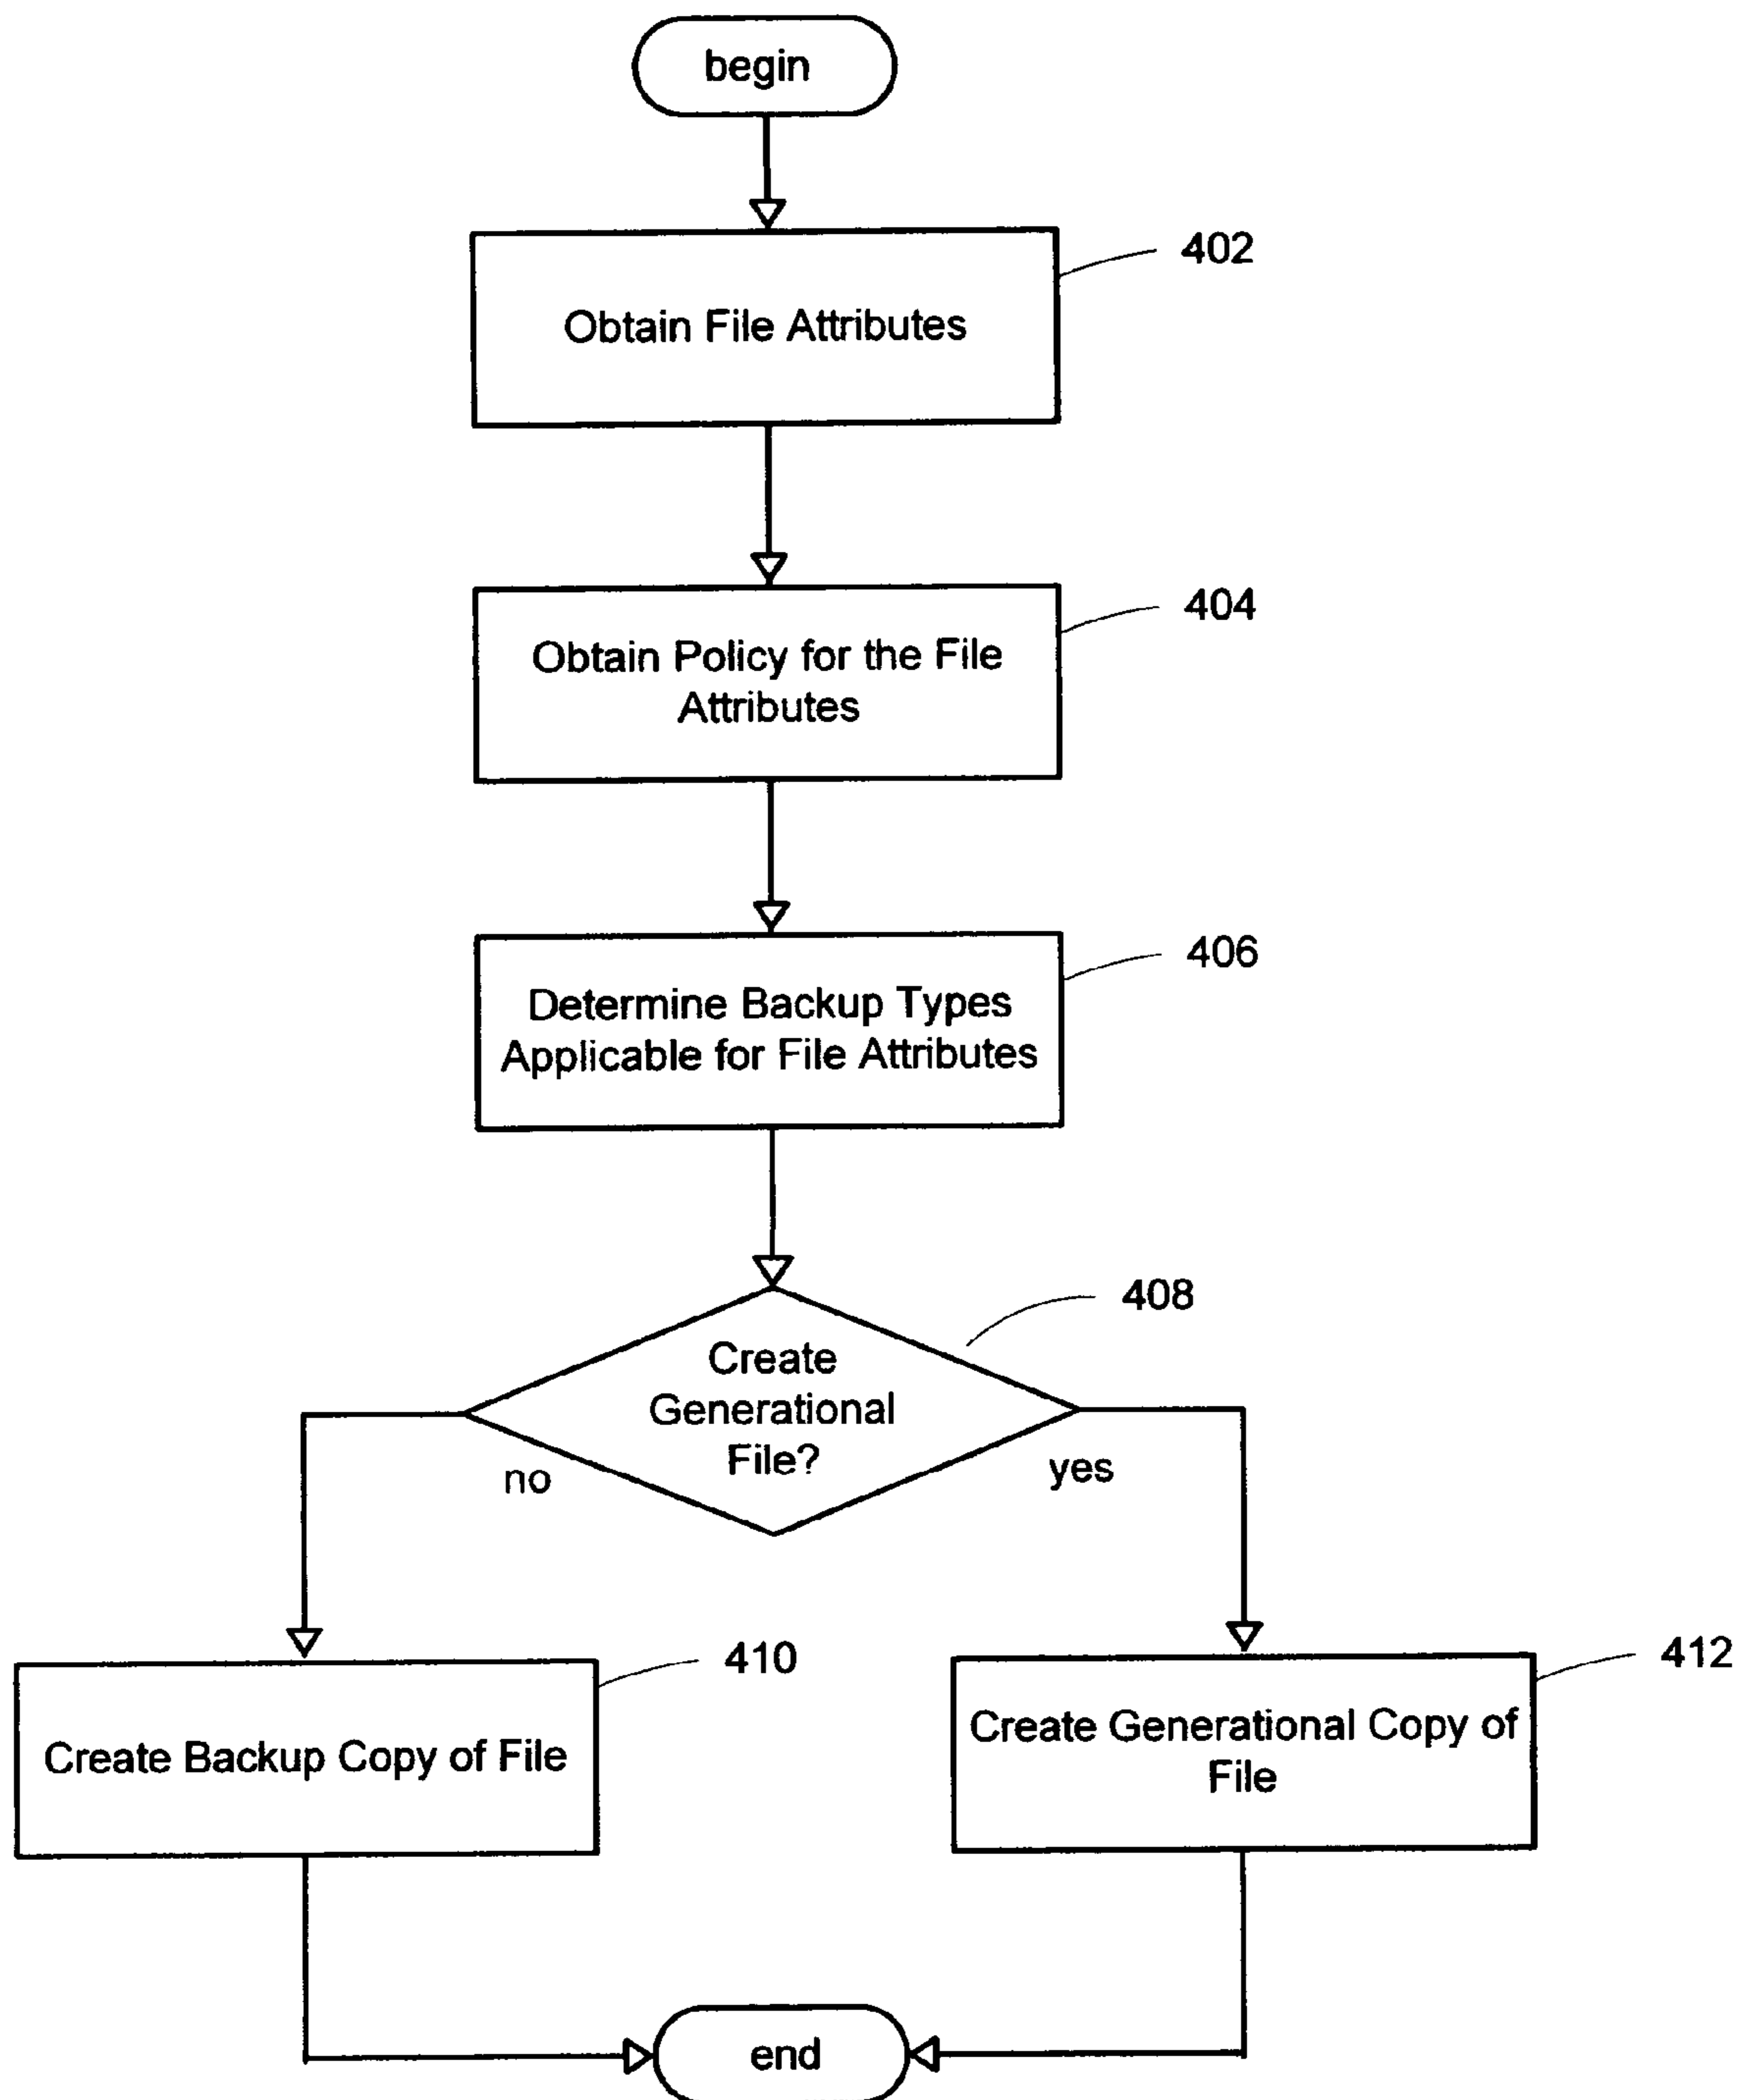 begin
402
Obtain File Attributes
404
Obtain Policy for the File
Attributes
406
Determine Backup Types
Applicable for File Attributes
408
Create
Generational
File?
no
yes
410
Create Backup Copy of File
412
Create Generational Copy of
File
end